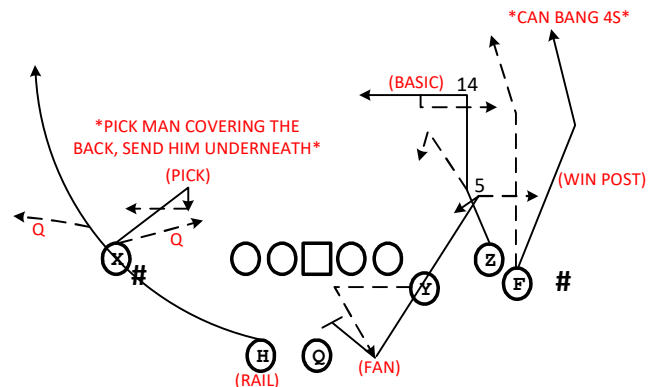 *CAN BANG 4S*
(BASIC)
14
*PICK MAN COVERING THE
BACK, SEND HIM UNDERNEATH*
(PICK)
5
(WIN POST)
Q
Q
X
#
Z
F
#
Y
H
Q
(RAIL)
(FAN)